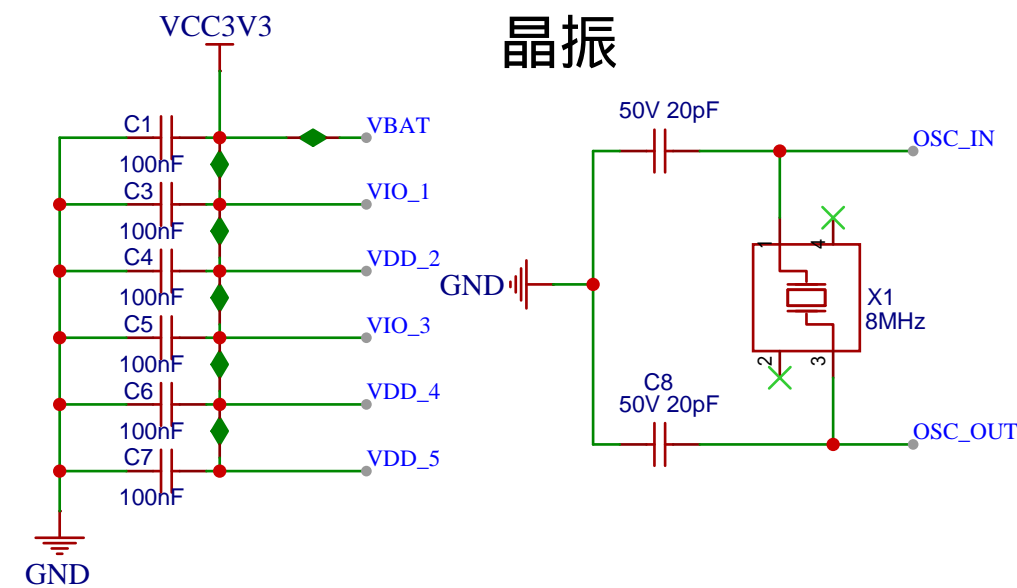 VCC3V3
晶振
C1
100nF
VBAT
C3
100nF
VIO_1
C4
100nF
VDD_2
C5
100nF
VIO_3
C6
100nF
VDD_4
C7
100nF
VDD_5
GND
50V 20pF
OSC_IN
1
4
GND
X1
8MHz
2
3
C8
50V 20pF
OSC_OUT